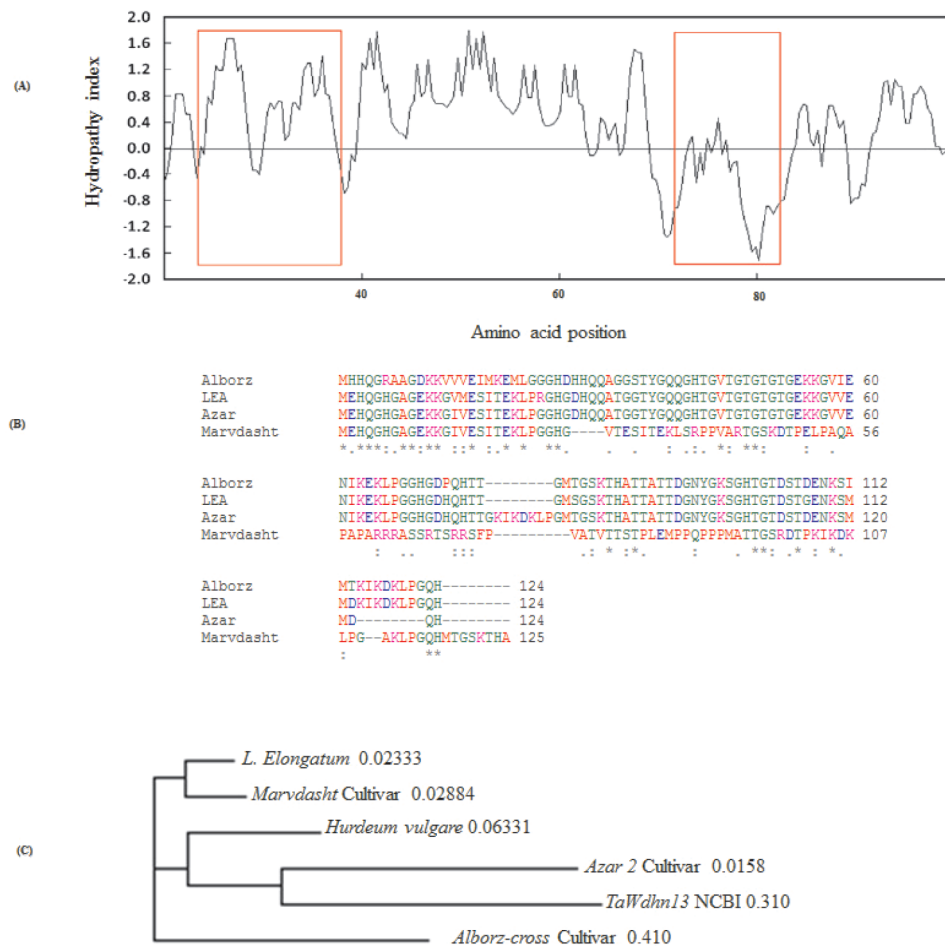 (A)
Hydropathy index
2.0
1.6
1.2
0.8
0.4
0.0
-0.4
-0.8
-1.2
-1.6
-2.0
40 60 80
Amino acid position
(B)
Alborz MHHQGRAAGDKKVVVEIMKEMLGGGHDHHQQAGGSTYGQQGHTGVTGTGTGTGEKKGVIE 60
LEA MEHQGHGAGEKKGVMESITEKLPRGHGDHQQATGGTYGQQGHTGVTGTGTGTGEKKGVVE 60
Azar MEHQGHGAGEKKGIVESITEKLPGGHGDHQQATGGTYGQQGHTGVTGTGTGTGEKKGVVE 60
Marvdasht MEHQGHGAGEKKGIVESITEKLPGGHG----VTESITEKLSRPPVARTGSKDTPELPAQA 56
Alborz NIKEKLPGGHGDPQHTT--------GMTGSKTHATTATTDGNYGKSGHTGTDSTDENKSI 112
LEA NIKEKLPGGHGDHQHTT--------GMSGSKTHATTATTDGNYGKSGHTGTDSTGENKSM 112
Azar NIKEKLPGGHGDHQHTTGKIKDKLPGMTGSKTHATTATTDGNYGKSGHTGTDSTDENKSM 120
Marvdasht PAPARRRASSRTSRRSFP---------VATVTTSTPLEMPPQPPPMATTGSRDTPKIKDK 107
Alborz MTKIKDKLPGQH-------- 124
LEA MDKIKDKLPGQH-------- 124
Azar MD--------QH-------- 124
Marvdasht LPG--AKLPGQHMTGSKTHA 125
(C)
L. Elongatum 0.02333
Marvdasht Cultivar 0.02884
Hurdeum vulgare 0.06331
Azar 2 Cultivar 0.0158
TaWdhn13 NCBI 0.310
Alborz-cross Cultivar 0.410